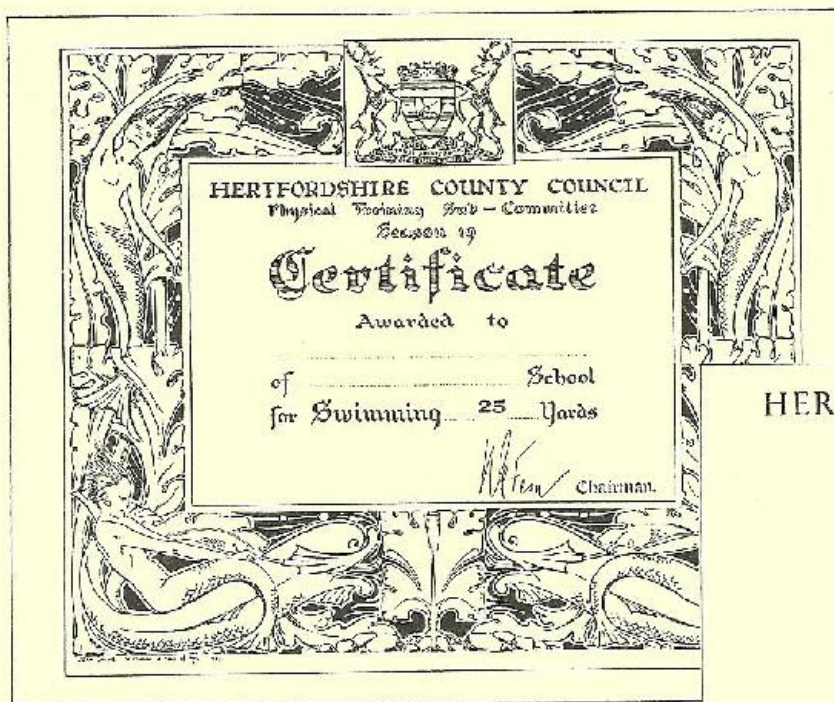 HERTFORDSHIRE COUNTY COUNCIL
Physical Training Sub-Committee
Season 19
Certificate
Awarded to
of School
for Swimming 25 Yards
Chairman.
HER